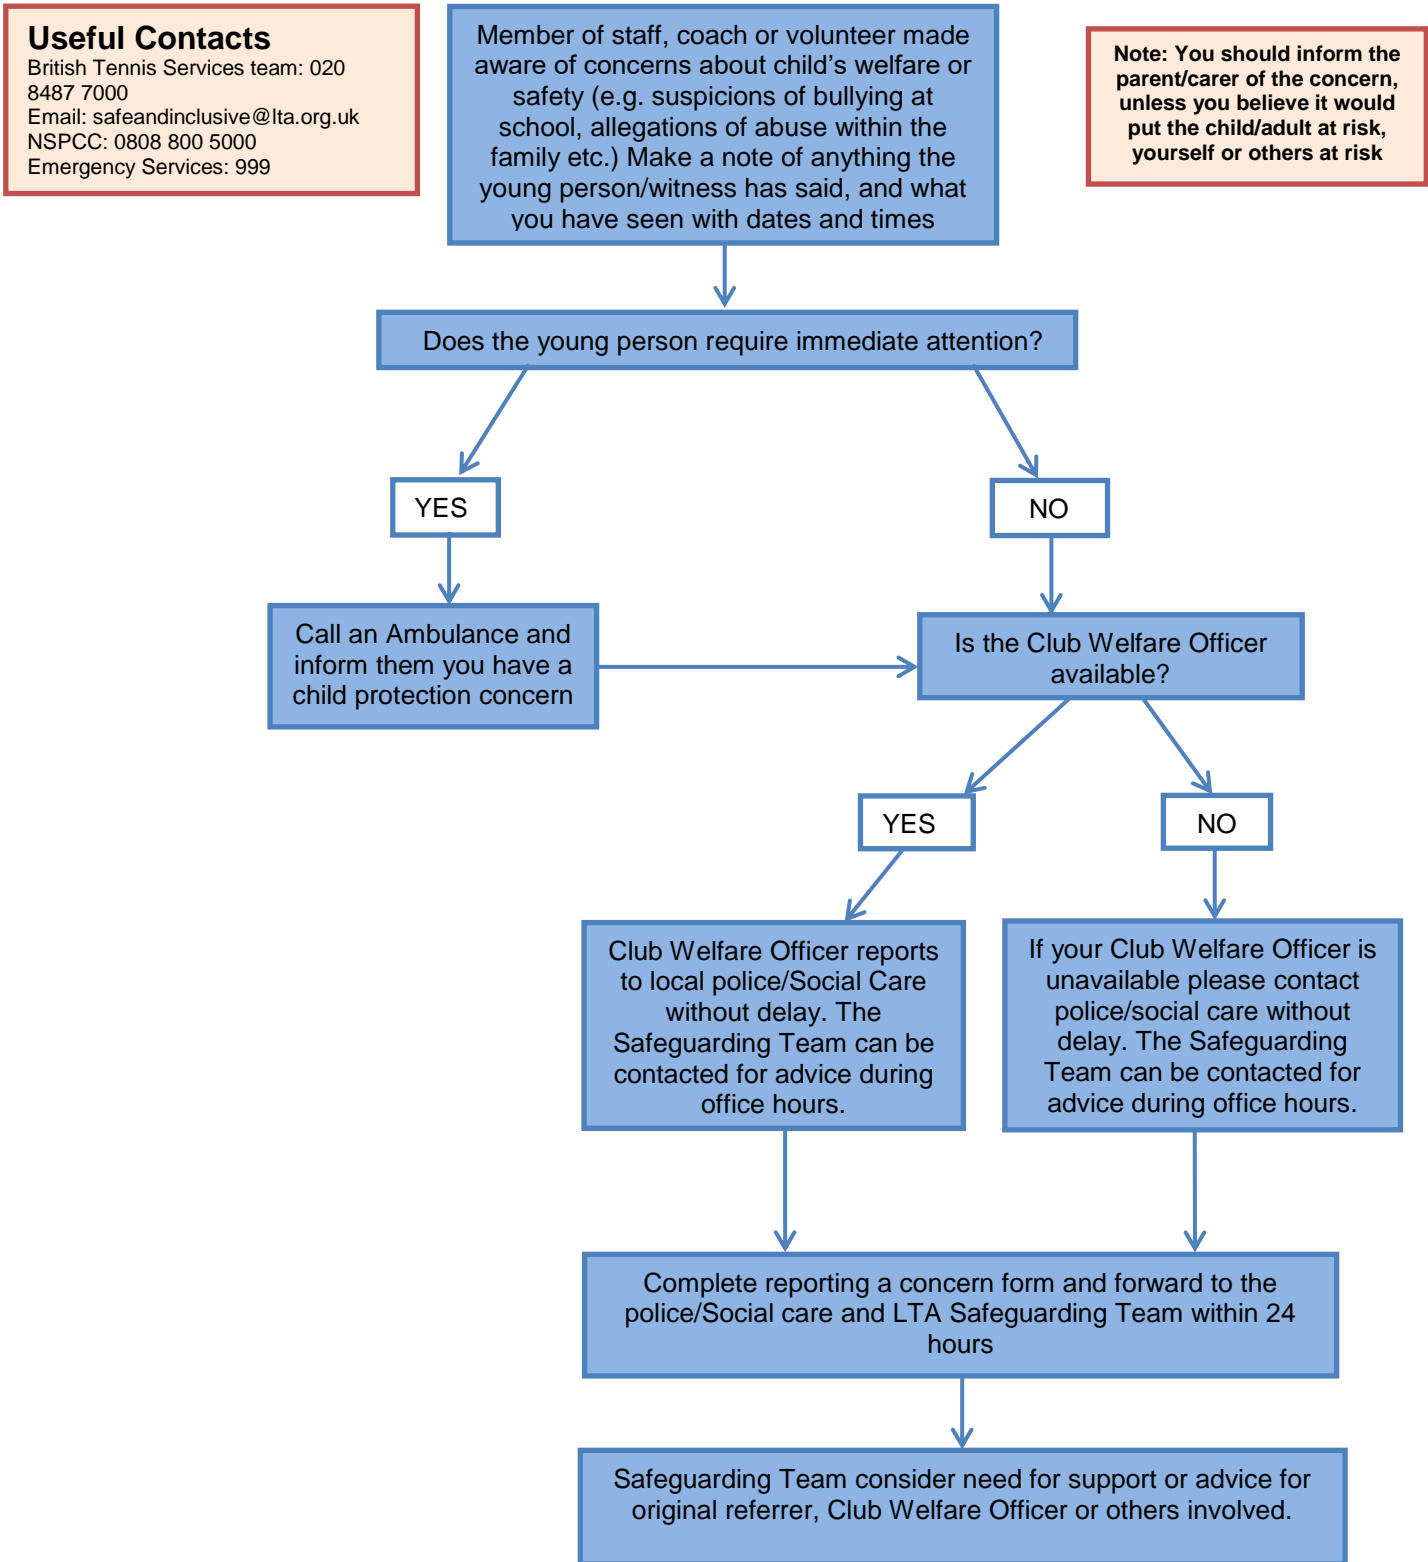 Useful Contacts
British Tennis Services team: 020
8487 7000
Email: safeandinclusive@lta.org.uk
NSPCC: 0808 800 5000
Emergency Services: 999
Member of staff, coach or volunteer made
aware of concerns about child's welfare or
safety (e.g. suspicions of bullying at
school, allegations of abuse within the
family etc.) Make a note of anything the
young person/witness has said, and what
you have seen with dates and times
Note: You should inform the
parent/carer of the concern,
unless you believe it would
put the child/adult at risk,
yourself or others at risk
Does the young person require immediate attention?
YES
NO
Call an Ambulance and
inform them you have a
child protection concern
Is the Club Welfare Officer
available?
YES
NO
Club Welfare Officer reports
to local police/Social Care
without delay. The
Safeguarding Team can be
contacted for advice during
office hours.
If your Club Welfare Officer is
unavailable please contact
police/social care without
delay. The Safeguarding
Team can be contacted for
advice during office hours.
Complete reporting a concern form and forward to the
police/Social care and LTA Safeguarding Team within 24
hours
Safeguarding Team consider need for support or advice for
original referrer, Club Welfare Officer or others involved.